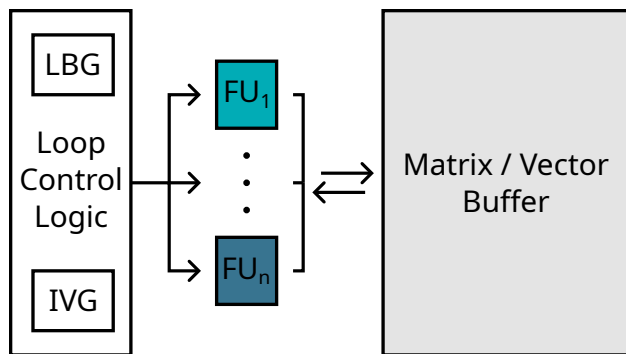 LBG
Loop
Control
Logic
IVG
FU₁
FUₙ
Matrix / Vector
Buffer